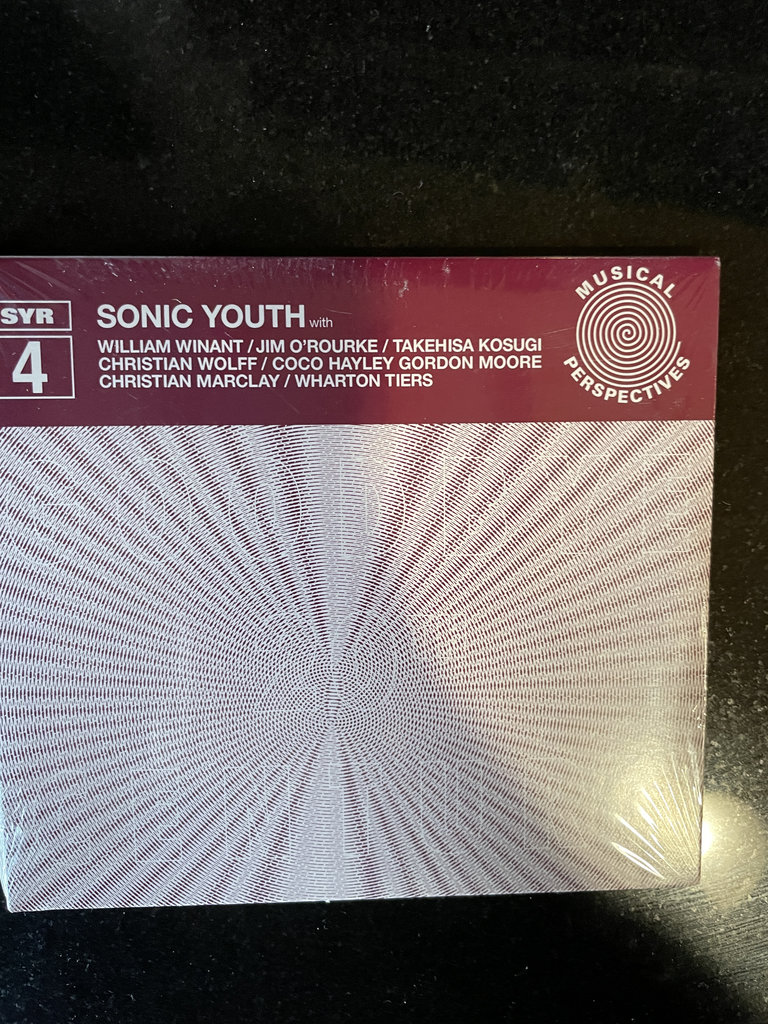 SYR
4
SONIC YOUTH with
WILLIAM WINANT / JIM O'ROURKE / TAKEHISA KOSUGI
CHRISTIAN WOLFF / COCO HAYLEY GORDON MOORE
CHRISTIAN MARCLAY / WHARTON TIERS
MUSICAL
PERSPECTIVES